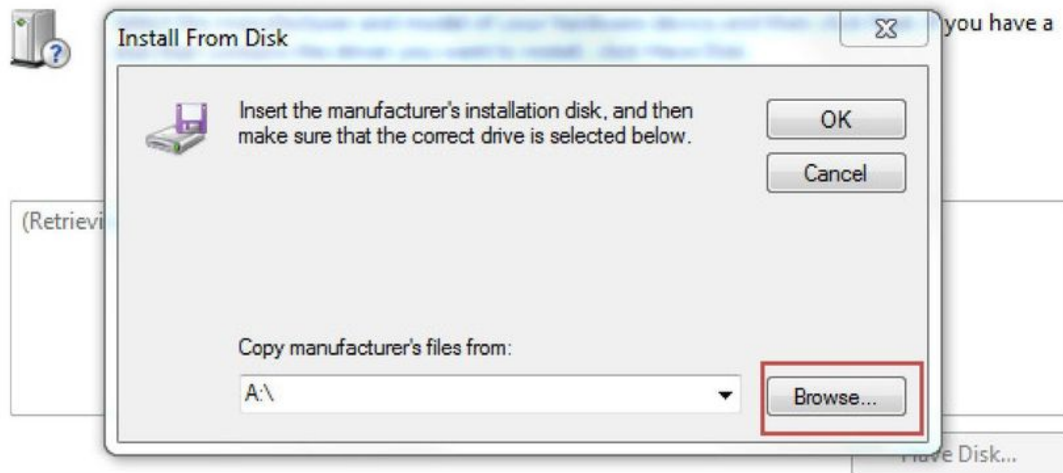 you have a
Install From Disk
Insert the manufacturer's installation disk, and then
make sure that the correct drive is selected below.
OK
Cancel
(Retrievi
Copy manufacturer's files from:
A:\
Browse...
Have Disk...